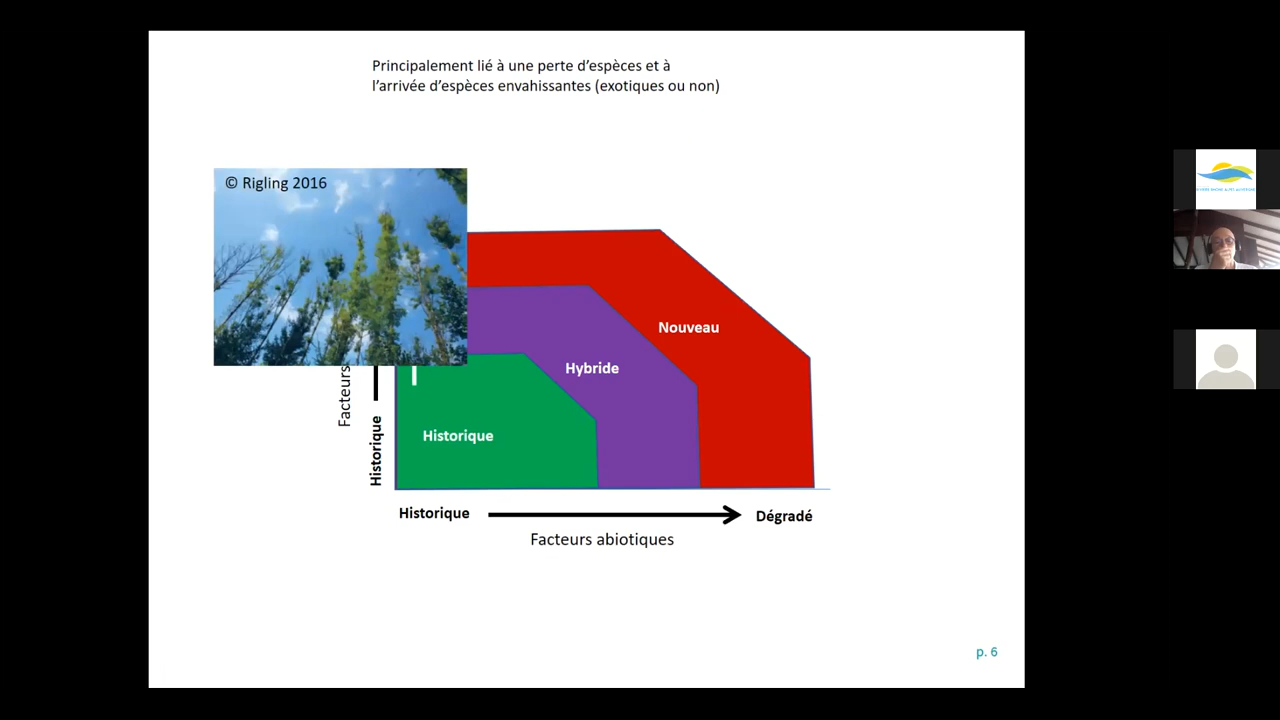 Principalement lié à une perte d’espèces et à
l’arrivée d’espèces envahissantes (exotiques ou non)
© Rigling 2016
Nouveau
Hybride
Historique
Facteurs
Historique
Historique
Dégradé
Facteurs abiotiques
p. 6